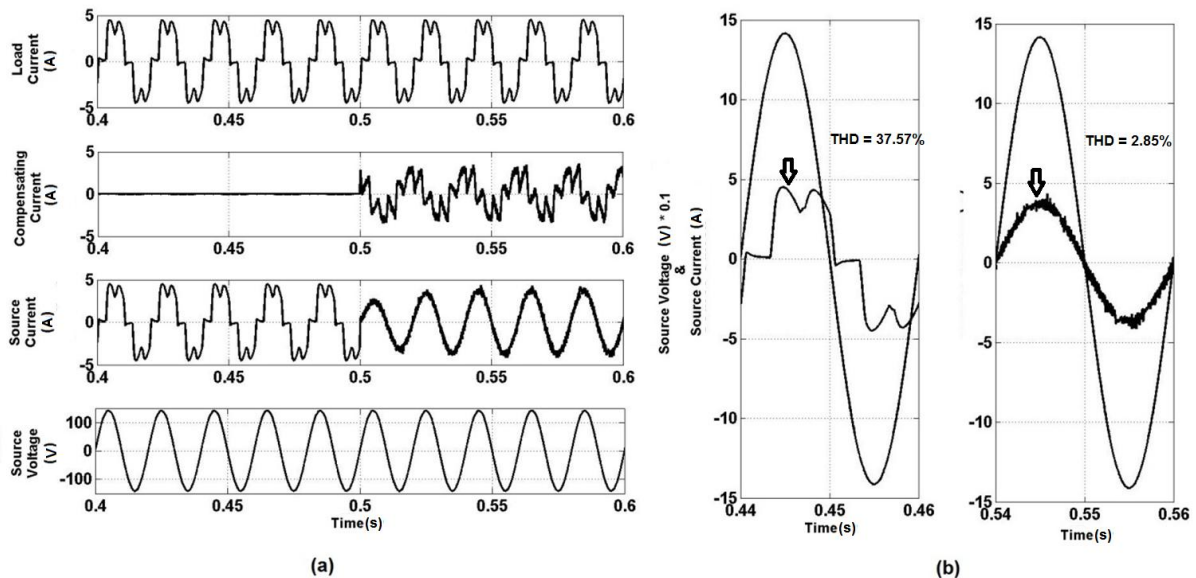 Load
Current
(A)
5
0
-5
0.4
0.45
0.5
0.55
0.6
Compensating
Current
(A)
5
0
-5
0.4
0.45
0.5
0.55
0.6
Source
Current
(A)
5
0
-5
0.4
0.45
0.5
0.55
0.6
Source
Voltage
(V)
100
0
-100
0.4
0.45
0.5
0.55
0.6
Time(s)
(a)
Source Voltage (V) * 0.1
&
Source Current (A)
15
10
5
0
-5
-10
-15
THD = 37.57%
0.44
0.45
0.46
Time(s)
15
10
5
0
-5
-10
-15
THD = 2.85%
0.54
0.55
0.56
Time(s)
(b)